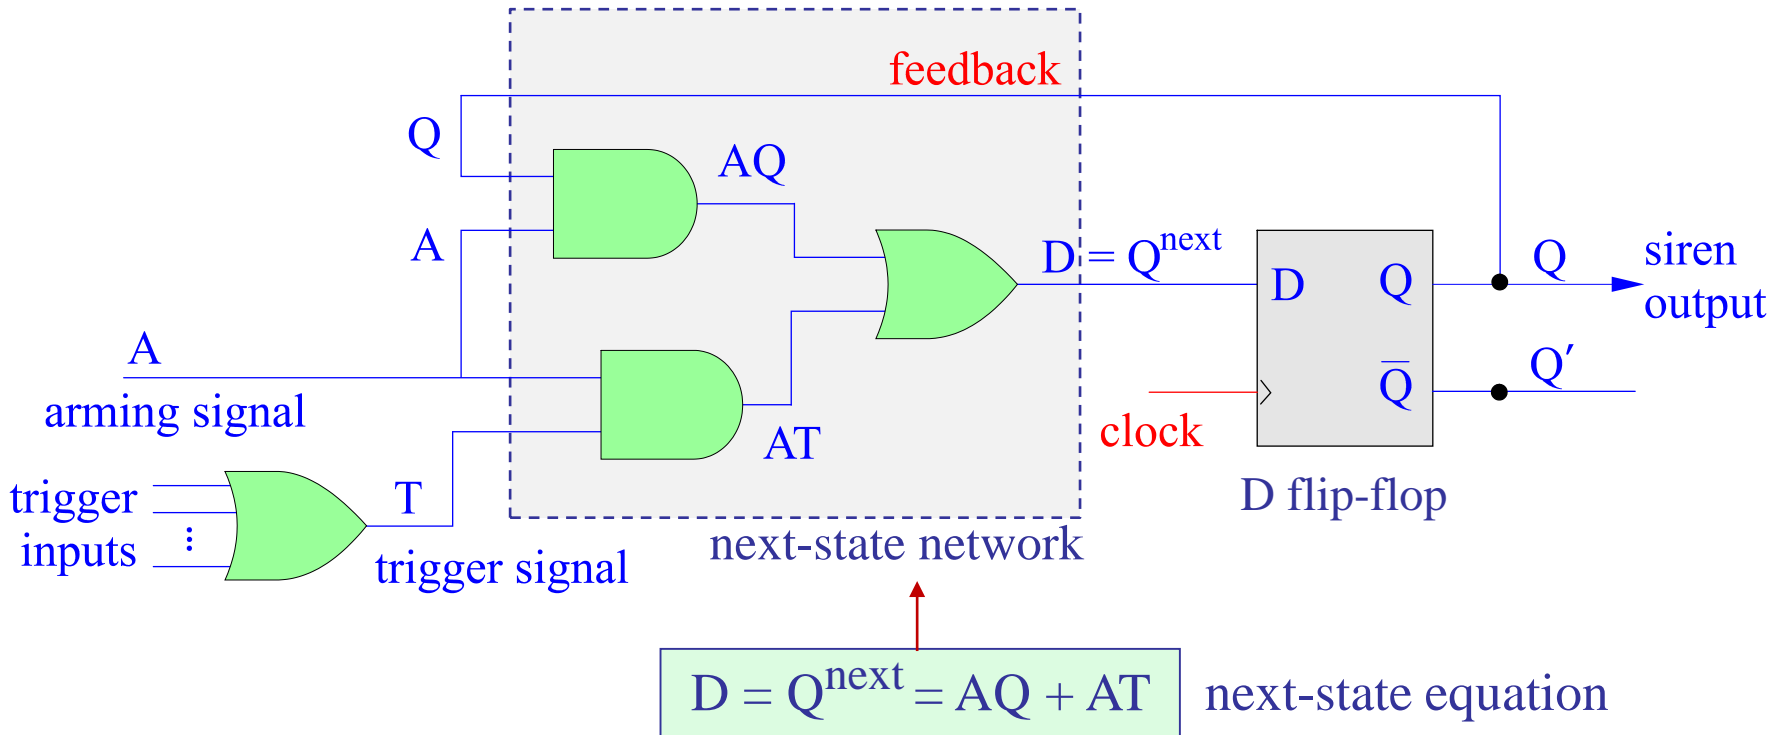 feedback
Q
AQ
A
D = Q^next
D
Q
Q
siren
output
A
arming signal
Q̅
Q′
clock
AT
trigger
inputs
⋮
T
trigger signal
D flip-flop
next-state network
D = Q^next = AQ + AT
next-state equation